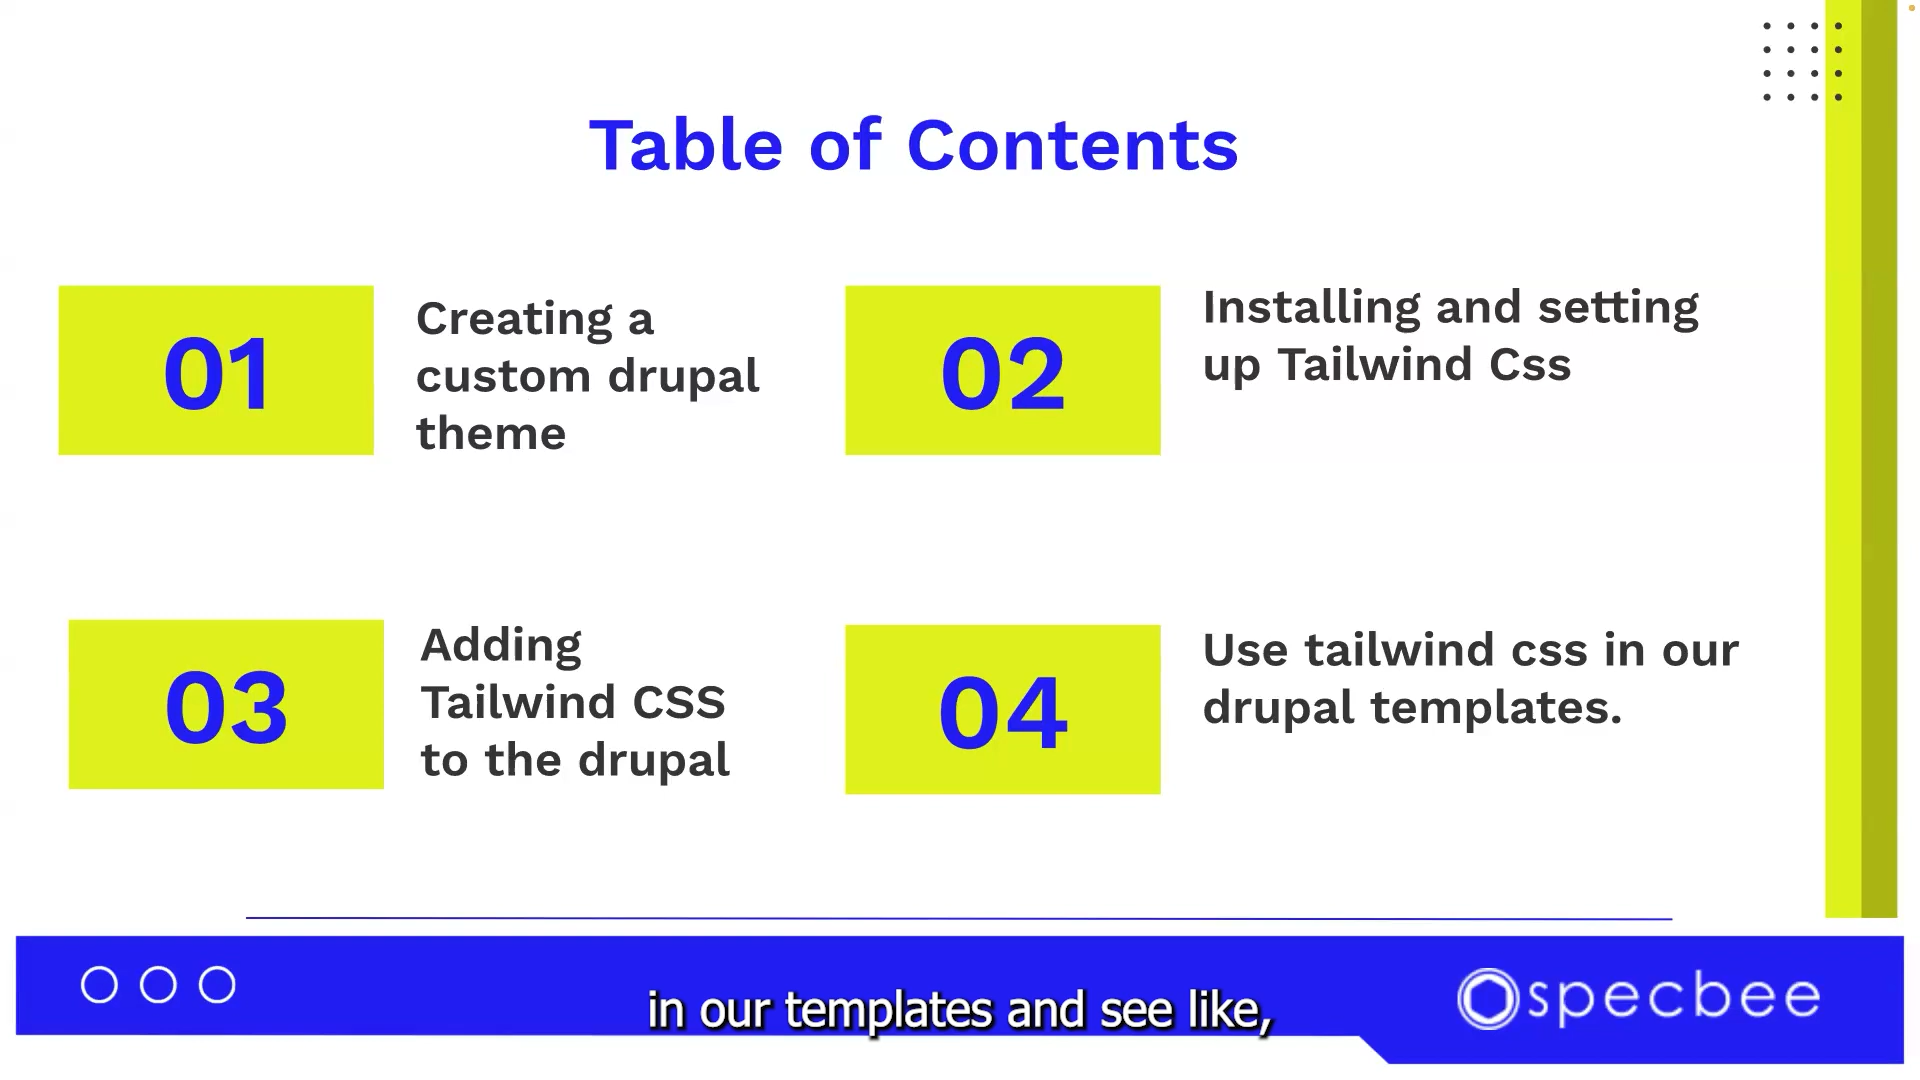 Table of Contents
01
Creating a
custom drupal
theme
02
Installing and setting
up Tailwind Css
03
Adding
Tailwind CSS
to the drupal
04
Use tailwind css in our
drupal templates.
in our templates and see like,
specbee